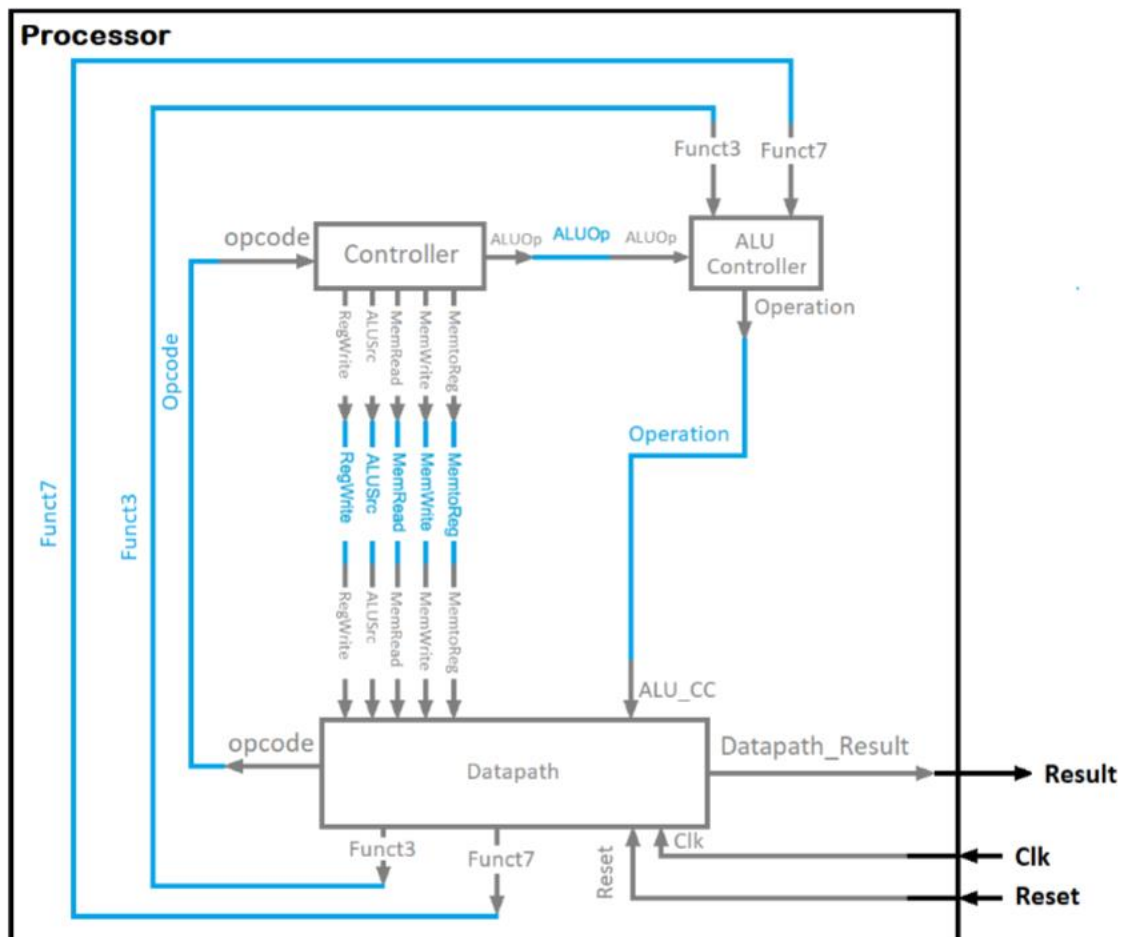 Processor
Funct3
Funct7
opcode
Controller
ALUOp
ALUOp
ALUOp
ALU
Controller
Operation
RegWrite
ALUSrc
MemRead
MemWrite
MemtoReg
Opcode
Operation
RegWrite
ALUSrc
MemRead
MemWrite
MemtoReg
Funct7
Funct3
RegWrite
ALUSrc
MemRead
MemWrite
MemtoReg
ALU_CC
opcode
Datapath
Datapath_Result
Result
Funct3
Funct7
Reset
Clk
Clk
Reset